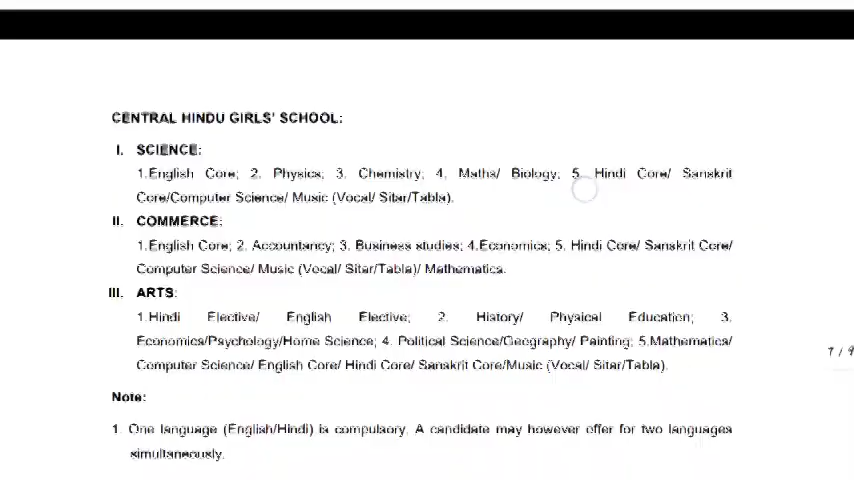 CENTRAL HINDU GIRLS' SCHOOL:
I. SCIENCE:
1.English Core; 2. Physics; 3. Chemistry; 4. Maths/ Biology; 5. Hindi Core/ Sanskrit
Core/Computer Science/ Music (Vocal/ Sitar/Tabla).
II. COMMERCE:
1.English Core; 2. Accountancy; 3. Business studies; 4.Economics; 5. Hindi Core/ Sanskrit Core/
Computer Science/ Music (Vocal/ Sitar/Tabla)/ Mathematics.
III. ARTS:
1.Hindi Elective/ English Elective; 2. History/ Physical Education; 3.
Economics/Psychology/Home Science; 4. Political Science/Geography/ Painting; 5.Mathematics/
Computer Science/ English Core/ Hindi Core/ Sanskrit Core/Music (Vocal/ Sitar/Tabla).
7 / 9
Note:
1. One language (English/Hindi) is compulsory. A candidate may however offer for two languages
simultaneously.